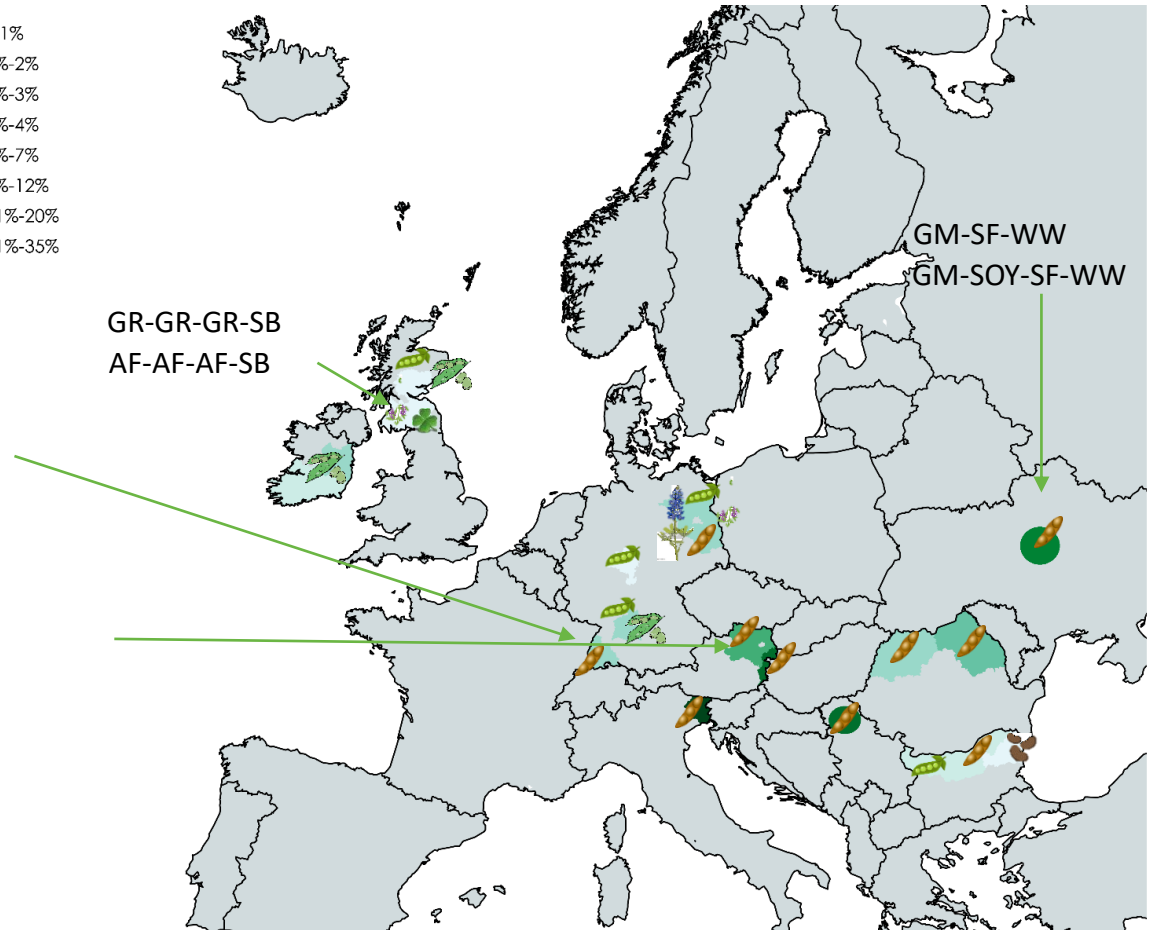 1%
%-2%
%-3%
%-4%
%-7%
%-12%
1%-20%
1%-35%
GM-SF-WW
GM-SOY-SF-WW
GR-GR-GR-SB
AF-AF-AF-SB